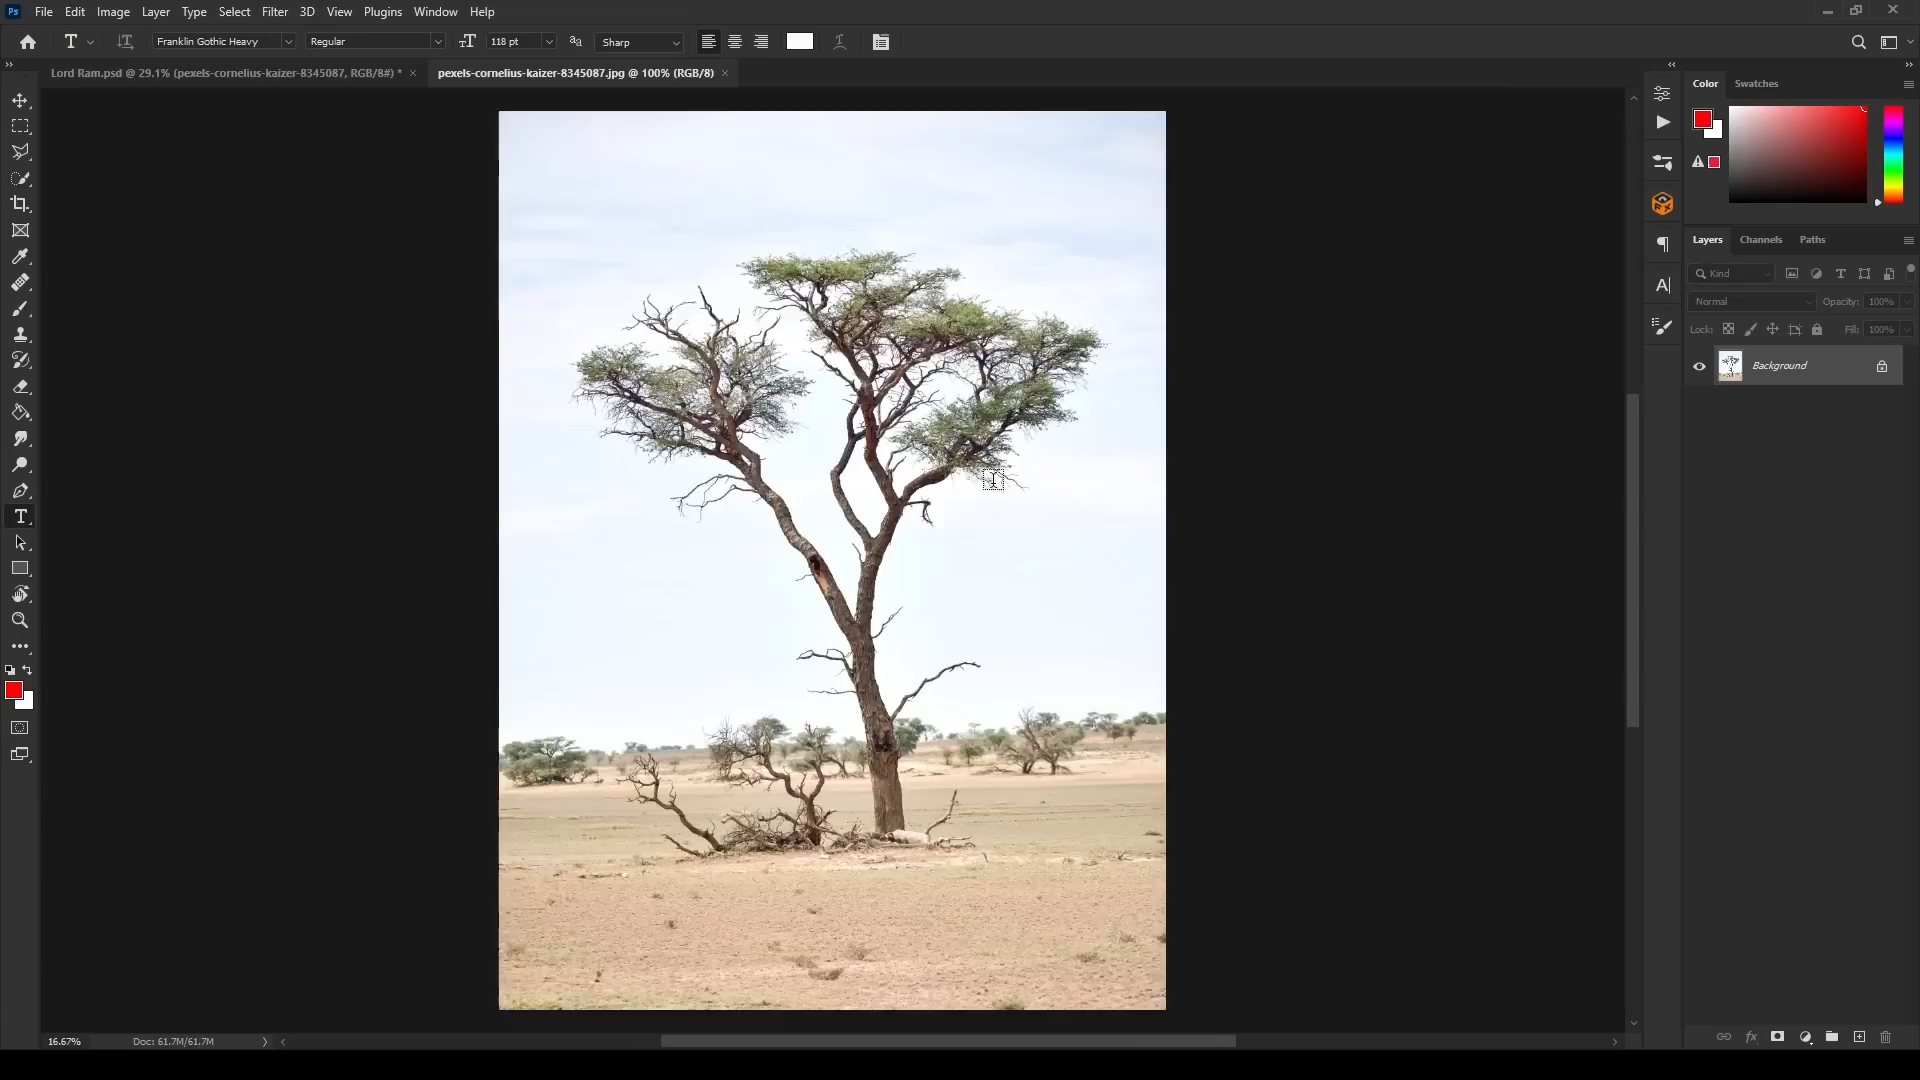 Ps File Edit Image Layer Type Select Filter 3D View Plugins Window Help
T Franklin Gothic Heavy Regular 118 pt aa Sharp
Lord Ram.psd @ 29.1% (pexels-cornelius-kaizer-8345087, RGB/8#) * × pexels-cornelius-kaizer-8345087.jpg @ 100% (RGB/8) ×
Color Swatches
Layers Channels Paths
Kind
Normal Opacity: 100%
Lock: Fill: 100%
Background
16.67% Doc: 61.7M/61.7M